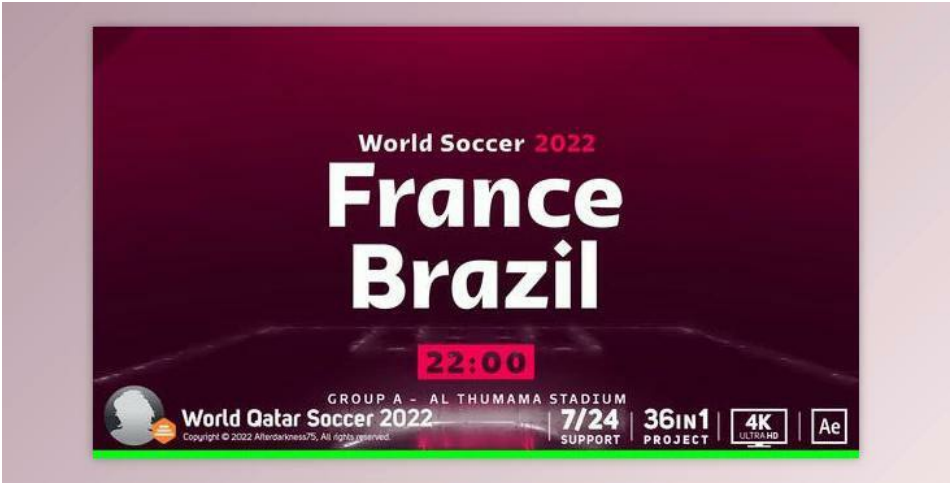 World Soccer 2022
France
Brazil
22:00
GROUP A - AL THUMAMA STADIUM
World Qatar Soccer 2022
Copyright © 2022 Afterdarkness75, All rights reserved.
7/24
SUPPORT
36IN1
PROJECT
4K
ULTRA HD
Ae